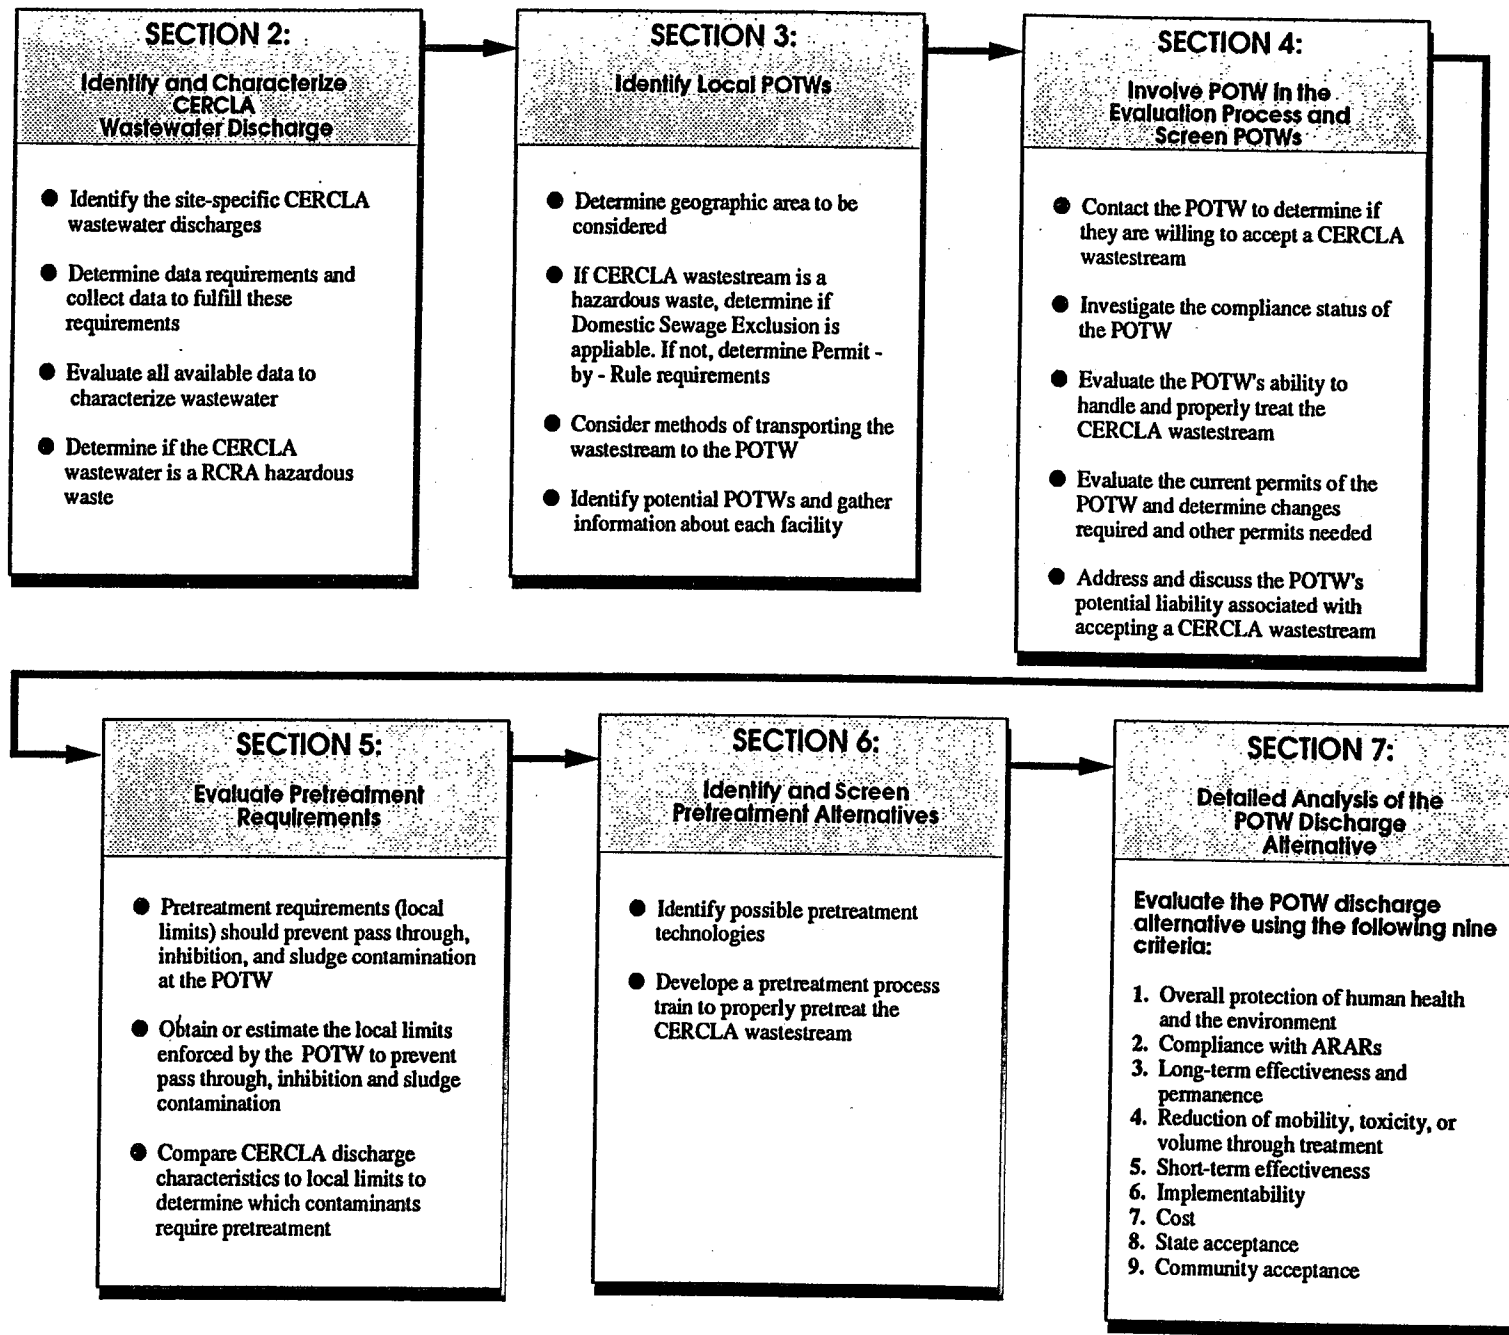 SECTION 2:
Identify and Characterize
CERCLA
Wastewater Discharge
● Identify the site-specific CERCLA
wastewater discharges
● Determine data requirements and
collect data to fulfill these
requirements
● Evaluate all available data to
characterize wastewater
● Determine if the CERCLA
wastewater is a RCRA hazardous
waste
SECTION 3:
Identify Local POTWs
● Determine geographic area to be
considered
● If CERCLA wastestream is a
hazardous waste, determine if
Domestic Sewage Exclusion is
appliable. If not, determine Permit -
by - Rule requirements
● Consider methods of transporting the
wastestream to the POTW
● Identify potential POTWs and gather
information about each facility
SECTION 4:
Involve POTW in the
Evaluation Process and
Screen POTWs
● Contact the POTW to determine if
they are willing to accept a CERCLA
wastestream
● Investigate the compliance status of
the POTW
● Evaluate the POTW's ability to
handle and properly treat the
CERCLA wastestream
● Evaluate the current permits of the
POTW and determine changes
required and other permits needed
● Address and discuss the POTW's
potential liability associated with
accepting a CERCLA wastestream
SECTION 5:
Evaluate Pretreatment
Requirements
● Pretreatment requirements (local
limits) should prevent pass through,
inhibition, and sludge contamination
at the POTW
● Obtain or estimate the local limits
enforced by the POTW to prevent
pass through, inhibition and sludge
contamination
● Compare CERCLA discharge
characteristics to local limits to
determine which contaminants
require pretreatment
SECTION 6:
Identify and Screen
Pretreatment Alternatives
● Identify possible pretreatment
technologies
● Develope a pretreatment process
train to properly pretreat the
CERCLA wastestream
SECTION 7:
Detailed Analysis of the
POTW Discharge
Alternative
Evaluate the POTW discharge
alternative using the following nine
criteria:
1. Overall protection of human health
and the environment
2. Compliance with ARARs
3. Long-term effectiveness and
permanence
4. Reduction of mobility, toxicity, or
volume through treatment
5. Short-term effectiveness
6. Implementability
7. Cost
8. State acceptance
9. Community acceptance